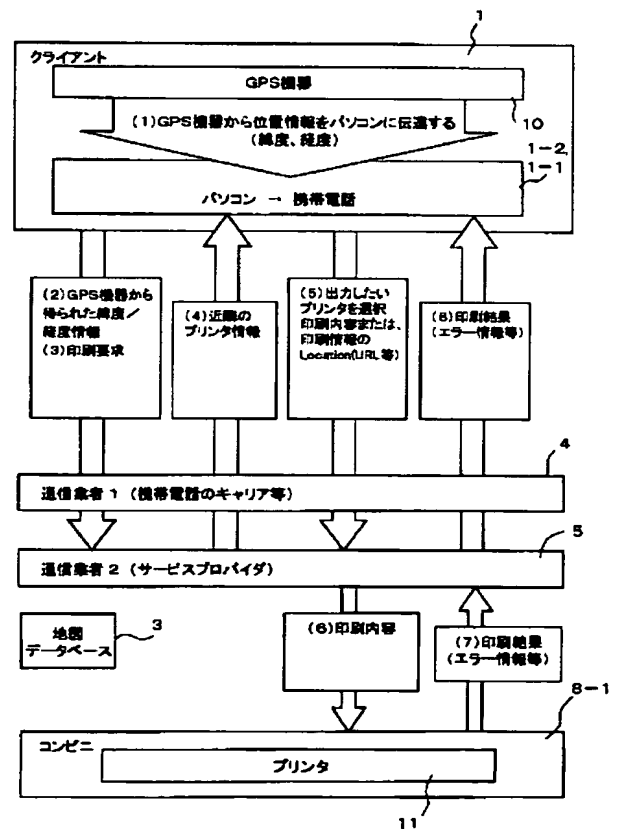 1
クライアント
GPS機器
10
(1)GPS機器から位置情報をパソコンに伝達する
(緯度、経度)
1-2,
1-1
パソコン → 携帯電話
(2)GPS機器から
得られた緯度／
経度情報
(3)印刷要求
(4)近隣の
プリンタ情報
(5)出力したい
プリンタを選択
印刷内容または、
印刷情報の
Location(URL等)
(8)印刷結果
(エラー情報等)
4
通信業者1 (携帯電話のキャリア等)
5
通信業者2 (サービスプロバイダ)
地図
データベース
3
(6)印刷内容
(7)印刷結果
(エラー情報等)
8-1
コンビニ
プリンタ
11